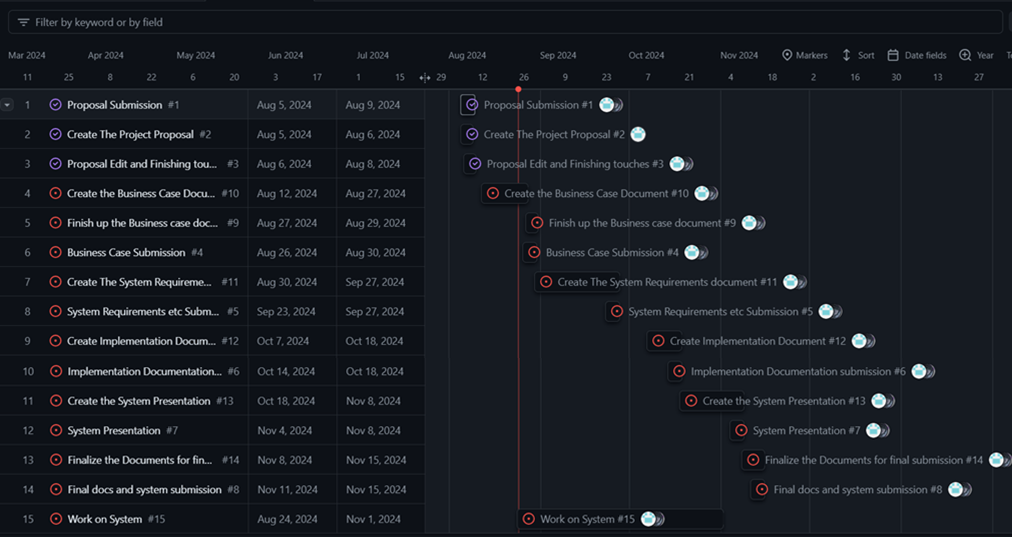 Filter by keyword or by field
Mar 2024 Apr 2024 May 2024 Jun 2024 Jul 2024 Aug 2024 Sep 2024 Oct 2024 Nov 2024 Markers Sort Date fields Year
11 25 8 22 6 20 3 17 1 15 29 12 26 9 23 7 21 4 18 2 16 30 13 27
1 Proposal Submission #1 Aug 5, 2024 Aug 9, 2024 Proposal Submission #1
2 Create The Project Proposal #2 Aug 5, 2024 Aug 6, 2024 Create The Project Proposal #2
3 Proposal Edit and Finishing tou... #3 Aug 6, 2024 Aug 8, 2024 Proposal Edit and Finishing touches #3
4 Create the Business Case Docu... #10 Aug 12, 2024 Aug 27, 2024 Create the Business Case Document #10
5 Finish up the Business case doc... #9 Aug 27, 2024 Aug 29, 2024 Finish up the Business case document #9
6 Business Case Submission #4 Aug 26, 2024 Aug 30, 2024 Business Case Submission #4
7 Create The System Requireme... #11 Aug 30, 2024 Sep 27, 2024 Create The System Requirements document #11
8 System Requirements etc Subm... #5 Sep 23, 2024 Sep 27, 2024 System Requirements etc Submission #5
9 Create Implementation Docum... #12 Oct 7, 2024 Oct 18, 2024 Create Implementation Document #12
10 Implementation Documentation... #6 Oct 14, 2024 Oct 18, 2024 Implementation Documentation submission #6
11 Create the System Presentation #13 Oct 18, 2024 Nov 8, 2024 Create the System Presentation #13
12 System Presentation #7 Nov 4, 2024 Nov 8, 2024 System Presentation #7
13 Finalize the Documents for fin... #14 Nov 8, 2024 Nov 15, 2024 Finalize the Documents for final submission #14
14 Final docs and system submission #8 Nov 11, 2024 Nov 15, 2024 Final docs and system submission #8
15 Work on System #15 Aug 24, 2024 Nov 1, 2024 Work on System #15